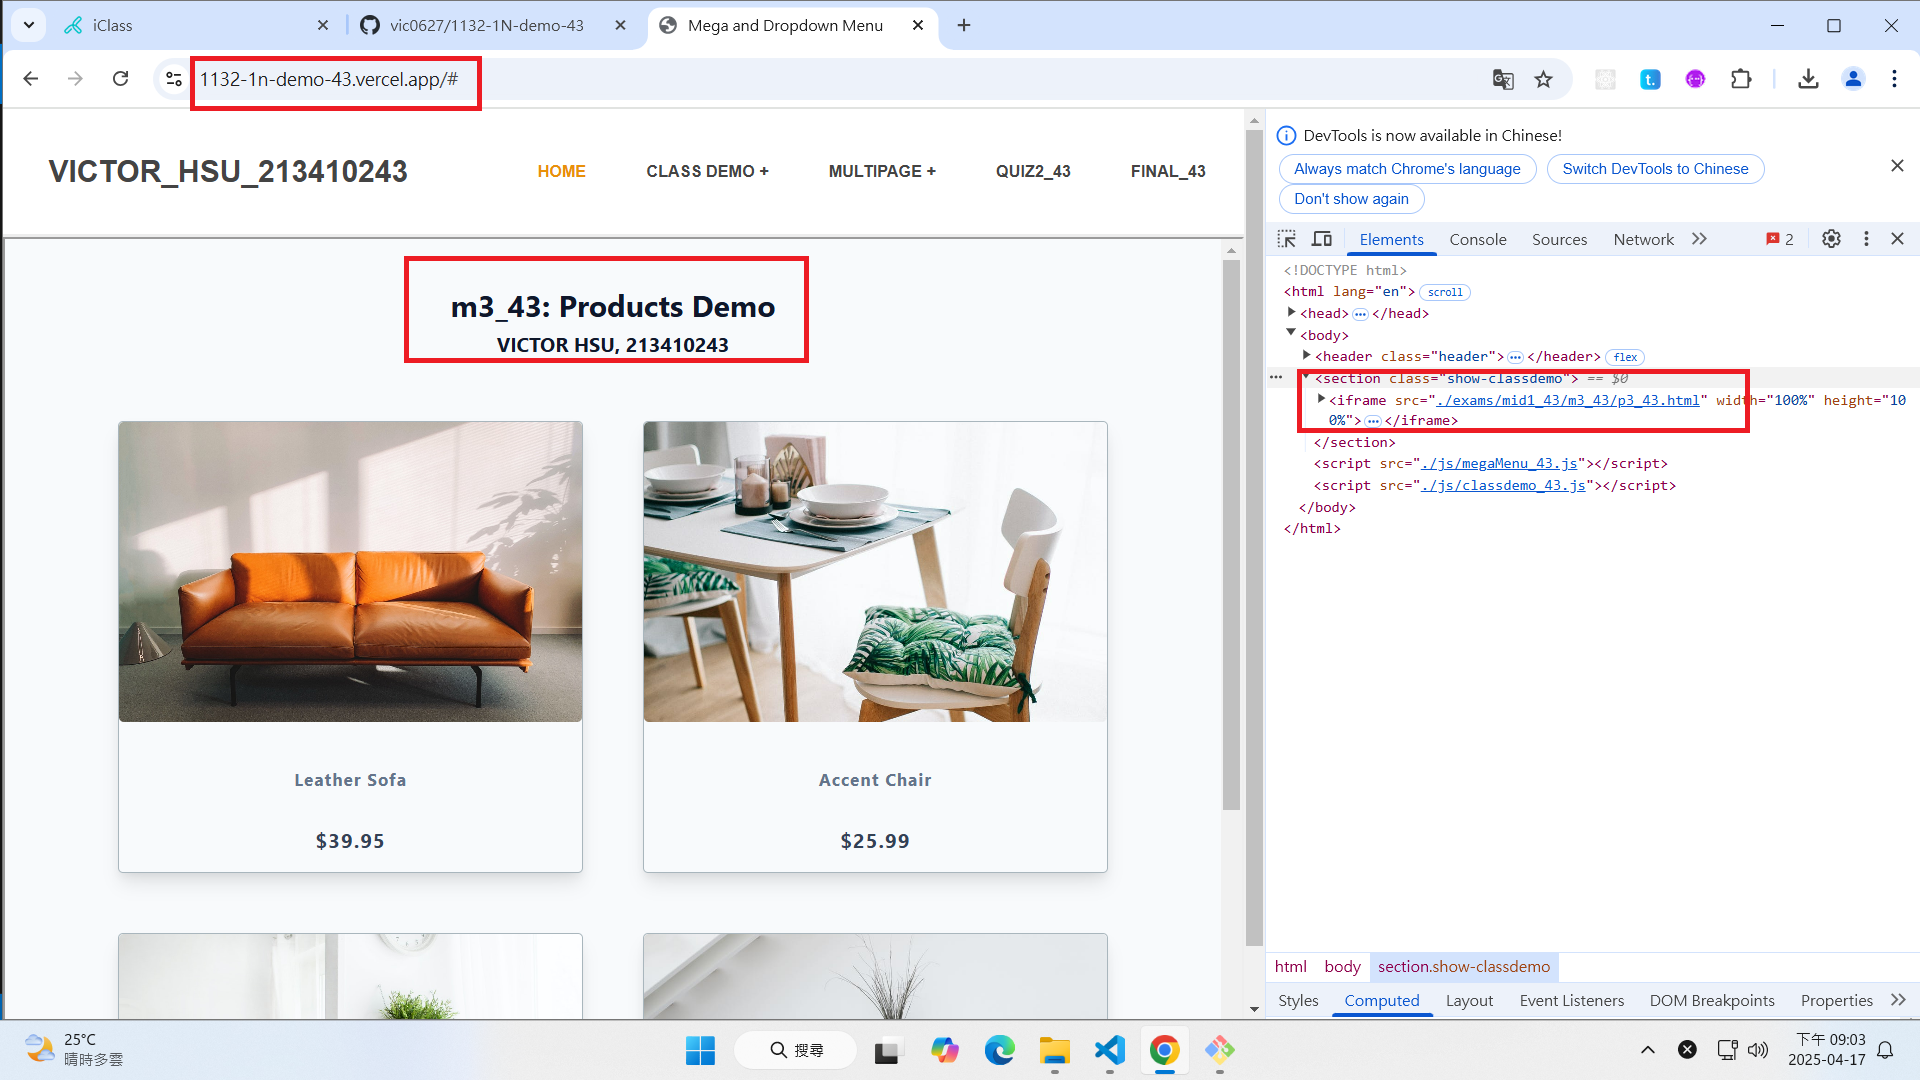 iClass
vic0627/1132-1N-demo-43
Mega and Dropdown Menu
1132-1n-demo-43.vercel.app/#
VICTOR_HSU_213410243
HOME
CLASS DEMO +
MULTIPAGE +
QUIZ2_43
FINAL_43
m3_43: Products Demo
VICTOR HSU, 213410243
Leather Sofa
$39.95
Accent Chair
$25.99
DevTools is now available in Chinese!
Always match Chrome's language
Switch DevTools to Chinese
Don't show again
Elements
Console
Sources
Network
2
<!DOCTYPE html>
<html lang="en"> scroll
<head> ••• </head>
<body>
<header class="header"> ••• </header> flex
••• <section class="show-classdemo"> == $0
<iframe src="./exams/mid1_43/m3_43/p3_43.html" width="100%" height="10
0%"> ••• </iframe>
</section>
<script src="./js/megaMenu_43.js"></script>
<script src="./js/classdemo_43.js"></script>
</body>
</html>
html
body
section.show-classdemo
Styles
Computed
Layout
Event Listeners
DOM Breakpoints
Properties
25°C
晴時多雲
搜尋
下午 09:03
2025-04-17